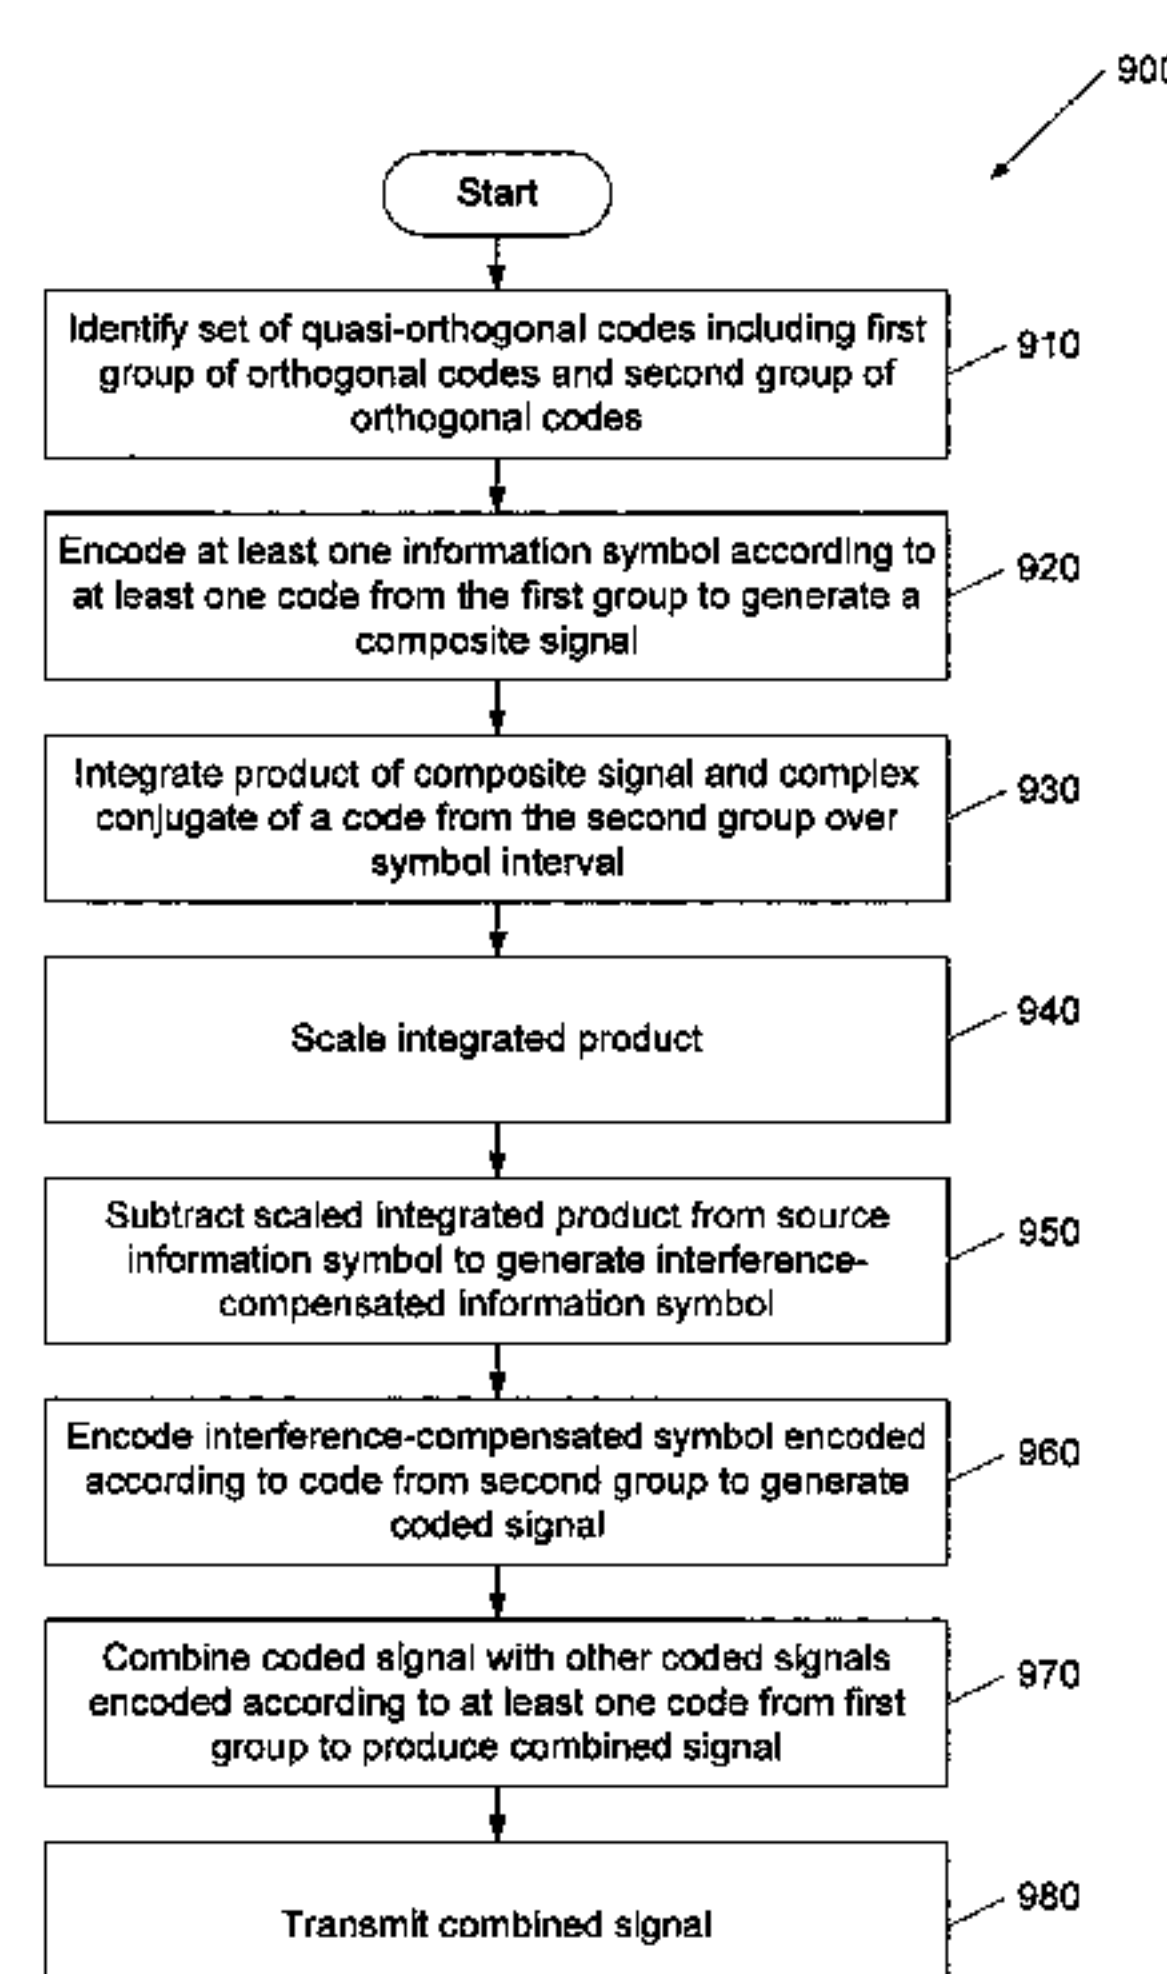 900
Start
Identify set of quasi-orthogonal codes including first
group of orthogonal codes and second group of
orthogonal codes
910
Encode at least one information symbol according to
at least one code from the first group to generate a
composite signal
920
Integrate product of composite signal and complex
conjugate of a code from the second group over
symbol interval
930
Scale integrated product
940
Subtract scaled integrated product from source
information symbol to generate interference-
compensated information symbol
950
Encode interference-compensated symbol encoded
according to code from second group to generate
coded signal
960
Combine coded signal with other coded signals
encoded according to at least one code from first
group to produce combined signal
970
Transmit combined signal
980